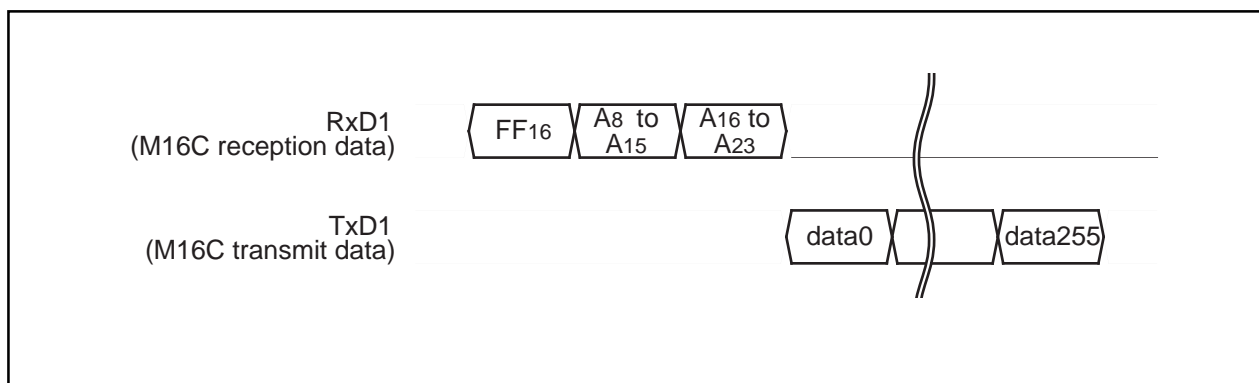 RxD1
(M16C reception data)
FF16
A8 to
A15
A16 to
A23
TxD1
(M16C transmit data)
data0
data255